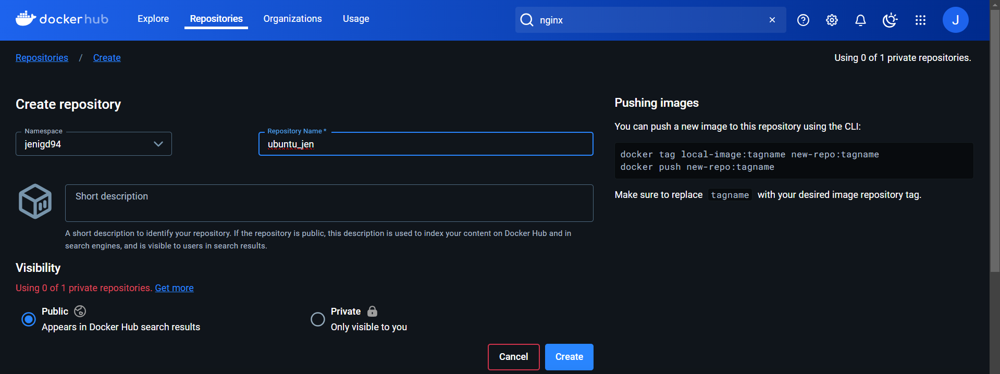 docker hub
Explore
Repositories
Organizations
Usage
nginx
J
Repositories / Create
Using 0 of 1 private repositories.
Create repository
Namespace
jenigd94
Repository Name *
ubuntu_jen
Short description
A short description to identify your repository. If the repository is public, this description is used to index your content on Docker Hub and in
search engines, and is visible to users in search results.
Visibility
Using 0 of 1 private repositories. Get more
Public
Appears in Docker Hub search results
Private
Only visible to you
Cancel
Create
Pushing images
You can push a new image to this repository using the CLI:
docker tag local-image:tagname new-repo:tagname
docker push new-repo:tagname
Make sure to replace tagname with your desired image repository tag.